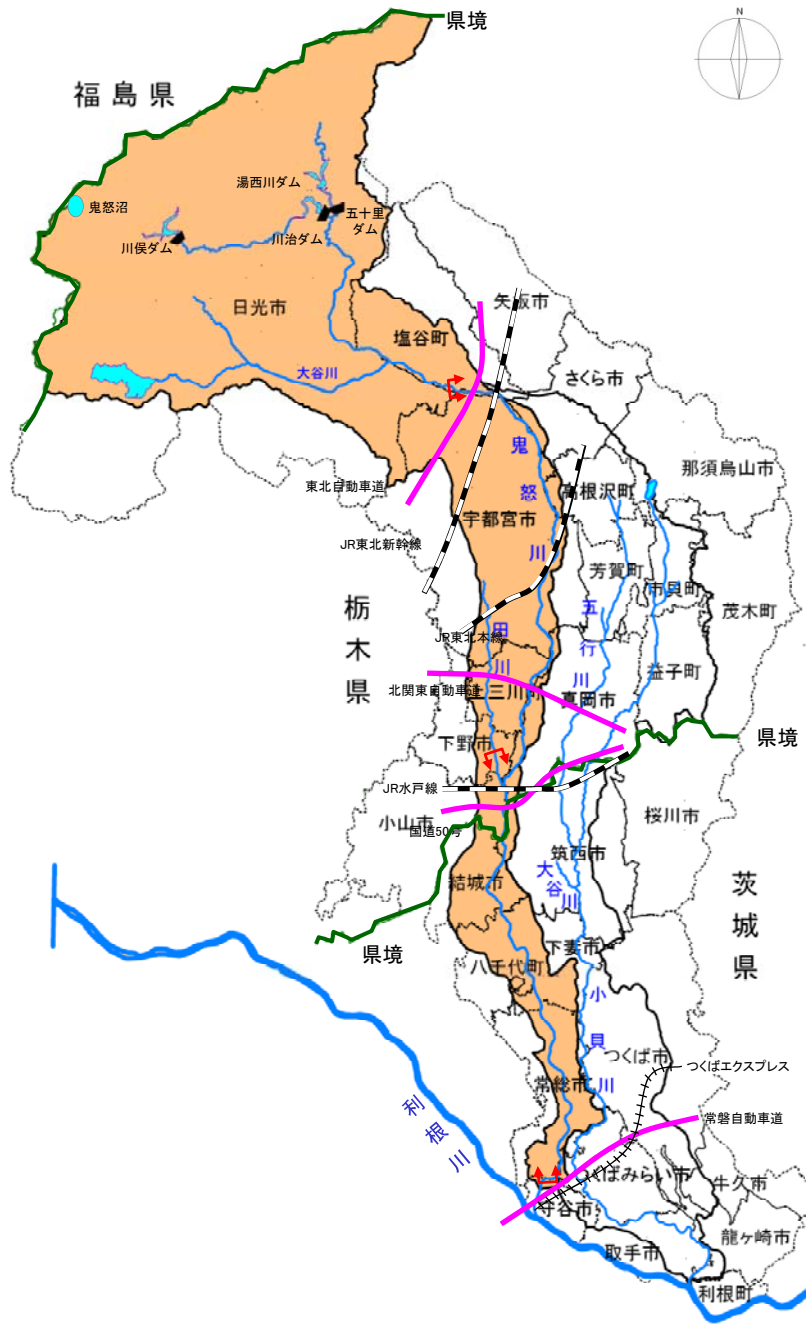 N
県境
福島県
湯西川ダム
鬼怒沼
五十里
ダム
川俣ダム
川治ダム
日光市
矢板市
塩谷町
大谷川
さくら市
鬼怒川
那須烏山市
東北自動車道
高根沢町
宇都宮市
JR東北新幹線
芳賀町
市貝町
茂木町
栃木県
五行川
JR東北本線
田川
益子町
北関東自動車道
上三川町
真岡市
下野市
県境
JR水戸線
小山市
国道50号
桜川市
筑西市
大谷川
結城市
茨城県
県境
下妻市
八千代町
小貝川
つくば市
つくばエクスプレス
常総市
利根川
常磐自動車道
つくばみらい市
牛久市
守谷市
龍ヶ崎市
取手市
利根町